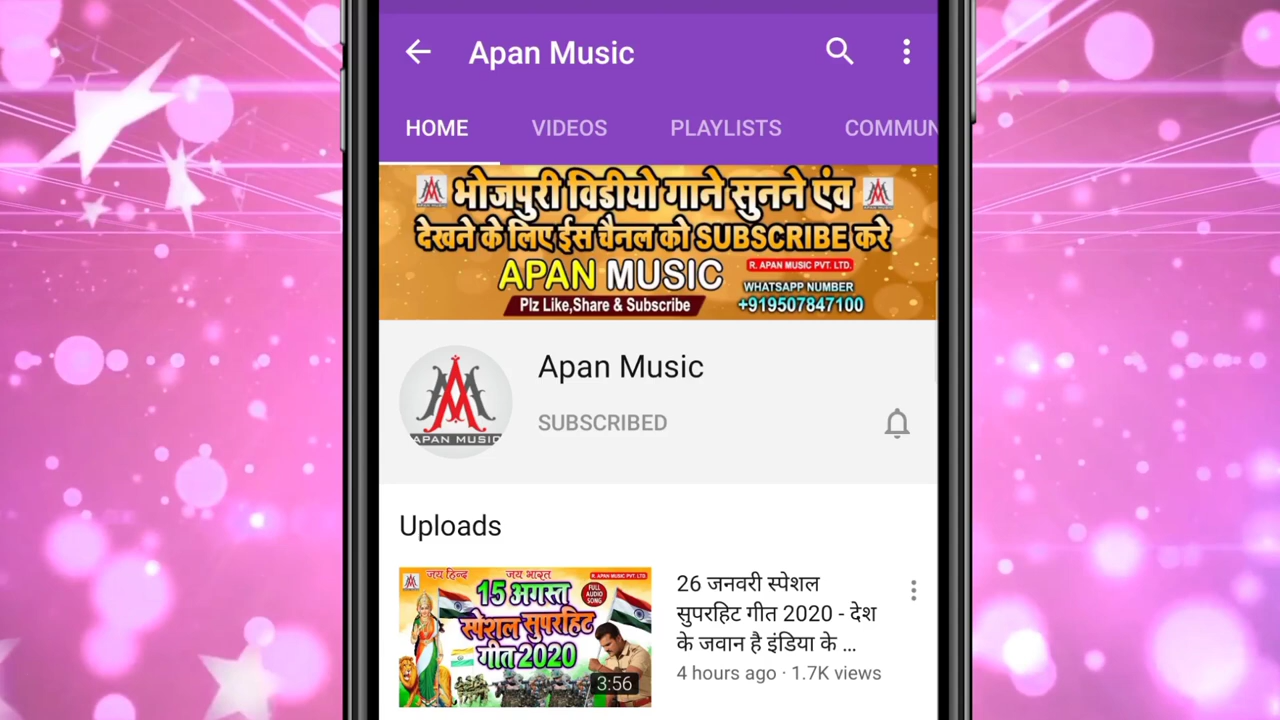 Apan Music
HOME VIDEOS PLAYLISTS COMMUN
भोजपुरी विडीयो गाने सुनने एंव
देखने के लिए ईस चैनल को SUBSCRIBE करे
APAN MUSIC
R. APAN MUSIC PVT. LTD.
Plz Like,Share & Subscribe
WHATSAPP NUMBER
+919507847100
Apan Music
SUBSCRIBED
APAN MUSIC
Uploads
जय हिन्द जय भारत
R. APAN MUSIC PVT. LTD
15 अगस्त
FULL
AUDIO
SONG
स्पेशल सुपरहिट
गीत 2020
3:56
26 जनवरी स्पेशल
सुपरहिट गीत 2020 - देश
के जवान है इंडिया के ...
4 hours ago · 1.7K views